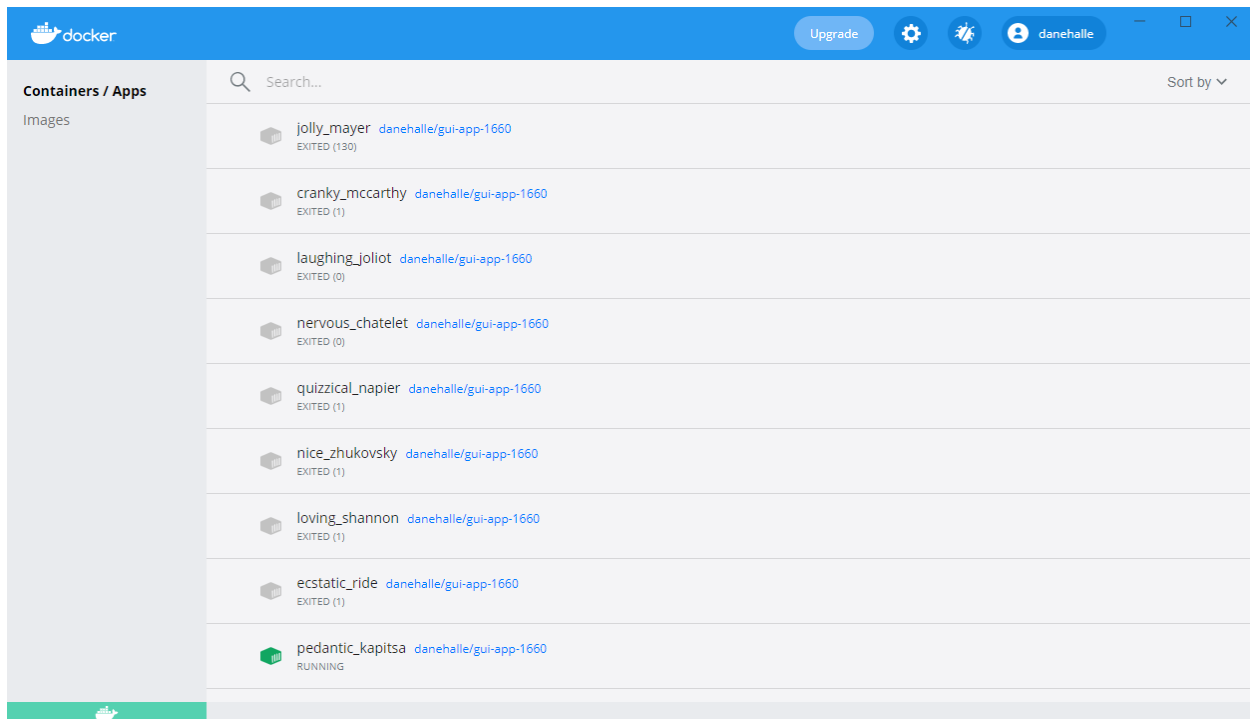 docker
Upgrade
danehalle
Containers / Apps
Images
Search...
Sort by
jolly_mayer danehalle/gui-app-1660
EXITED (130)
cranky_mccarthy danehalle/gui-app-1660
EXITED (1)
laughing_joliot danehalle/gui-app-1660
EXITED (0)
nervous_chatelet danehalle/gui-app-1660
EXITED (0)
quizzical_napier danehalle/gui-app-1660
EXITED (1)
nice_zhukovsky danehalle/gui-app-1660
EXITED (1)
loving_shannon danehalle/gui-app-1660
EXITED (1)
ecstatic_ride danehalle/gui-app-1660
EXITED (1)
pedantic_kapitsa danehalle/gui-app-1660
RUNNING